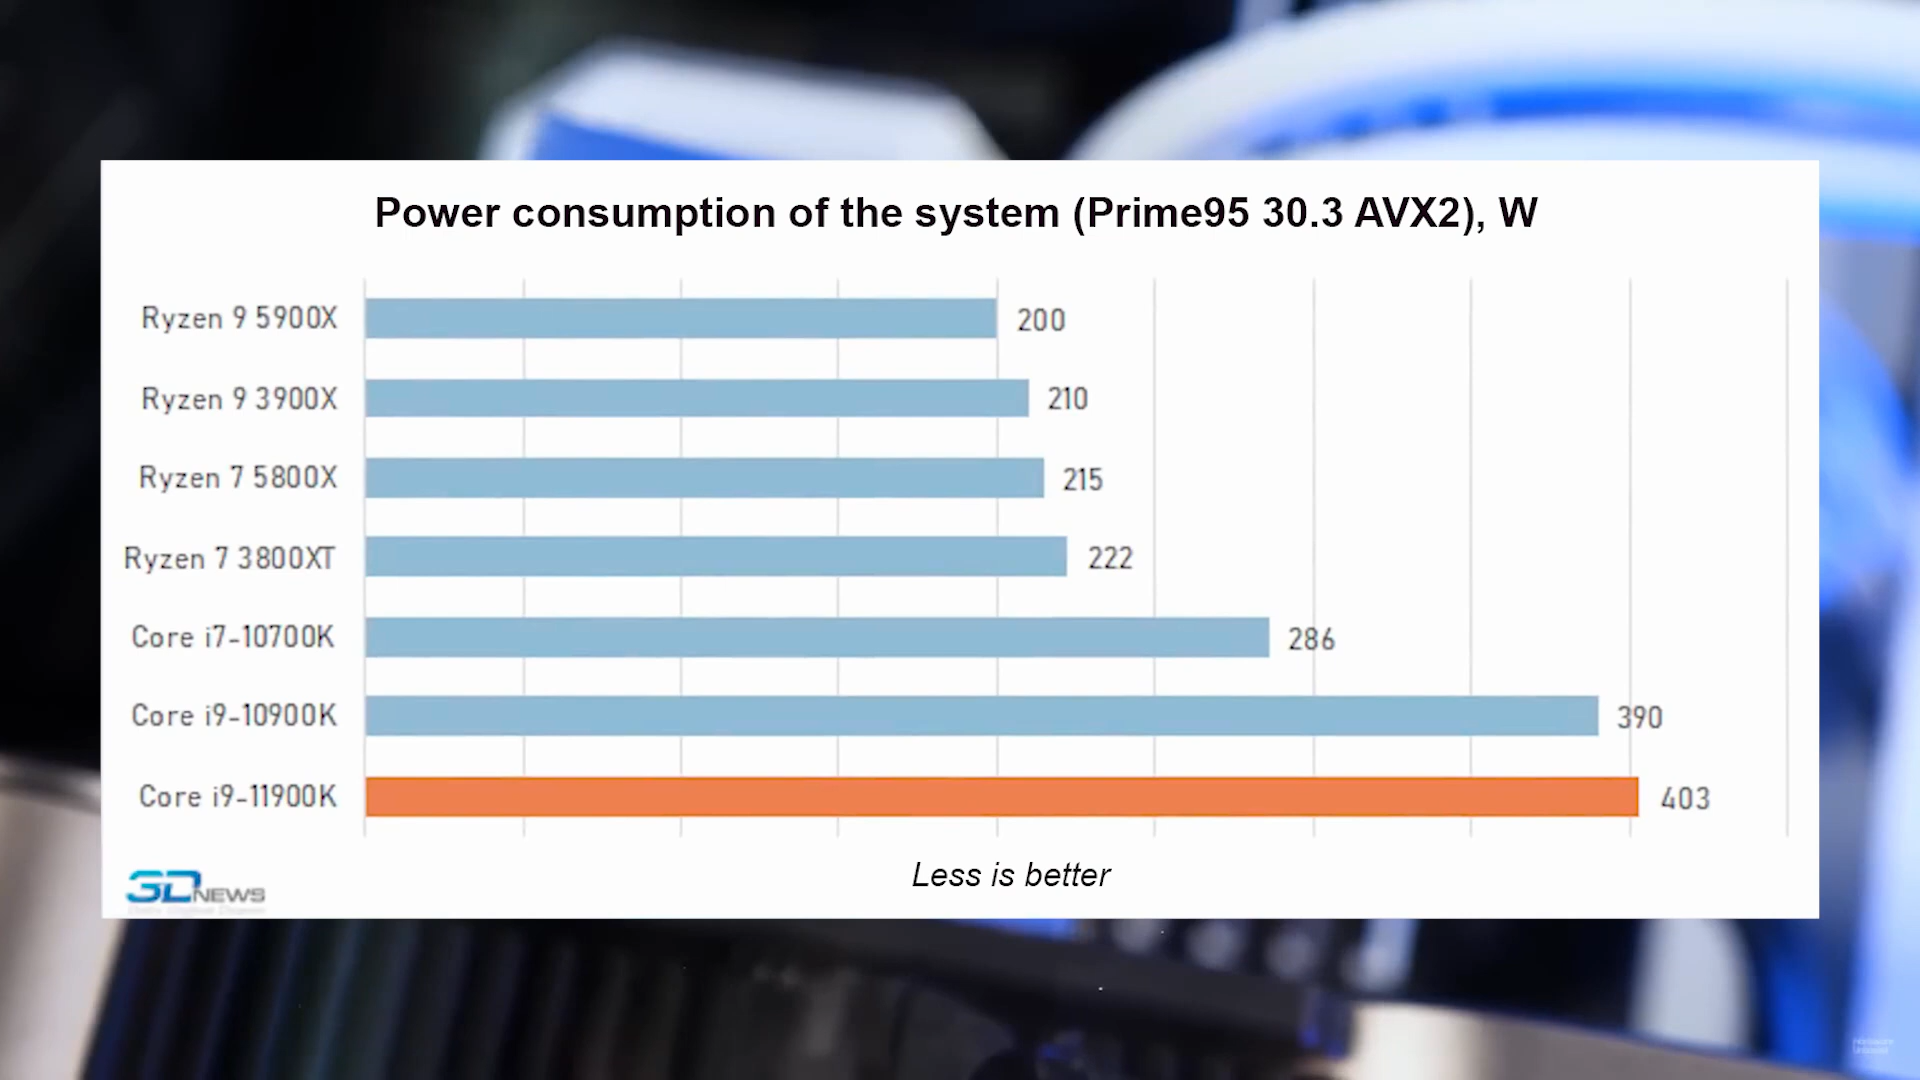 Power consumption of the system (Prime95 30.3 AVX2), W
Ryzen 9 5900X 200
Ryzen 9 3900X 210
Ryzen 7 5800X 215
Ryzen 7 3800XT 222
Core i7-10700K 286
Core i9-10900K 390
Core i9-11900K 403
Less is better
3DNEWS